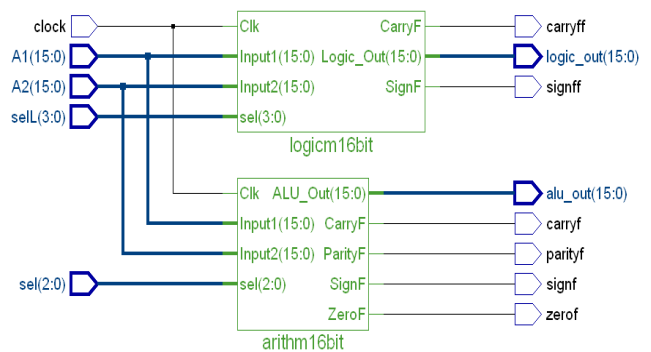 clock Clk CarryF carryff
A1(15:0) Input1(15:0) Logic_Out(15:0) logic_out(15:0)
A2(15:0) Input2(15:0) SignF signff
selL(3:0) sel(3:0)
logicm16bit
Clk ALU_Out(15:0) alu_out(15:0)
Input1(15:0) CarryF carryf
Input2(15:0) ParityF parityf
sel(2:0) sel(2:0) SignF signf
ZeroF zerof
arithm16bit